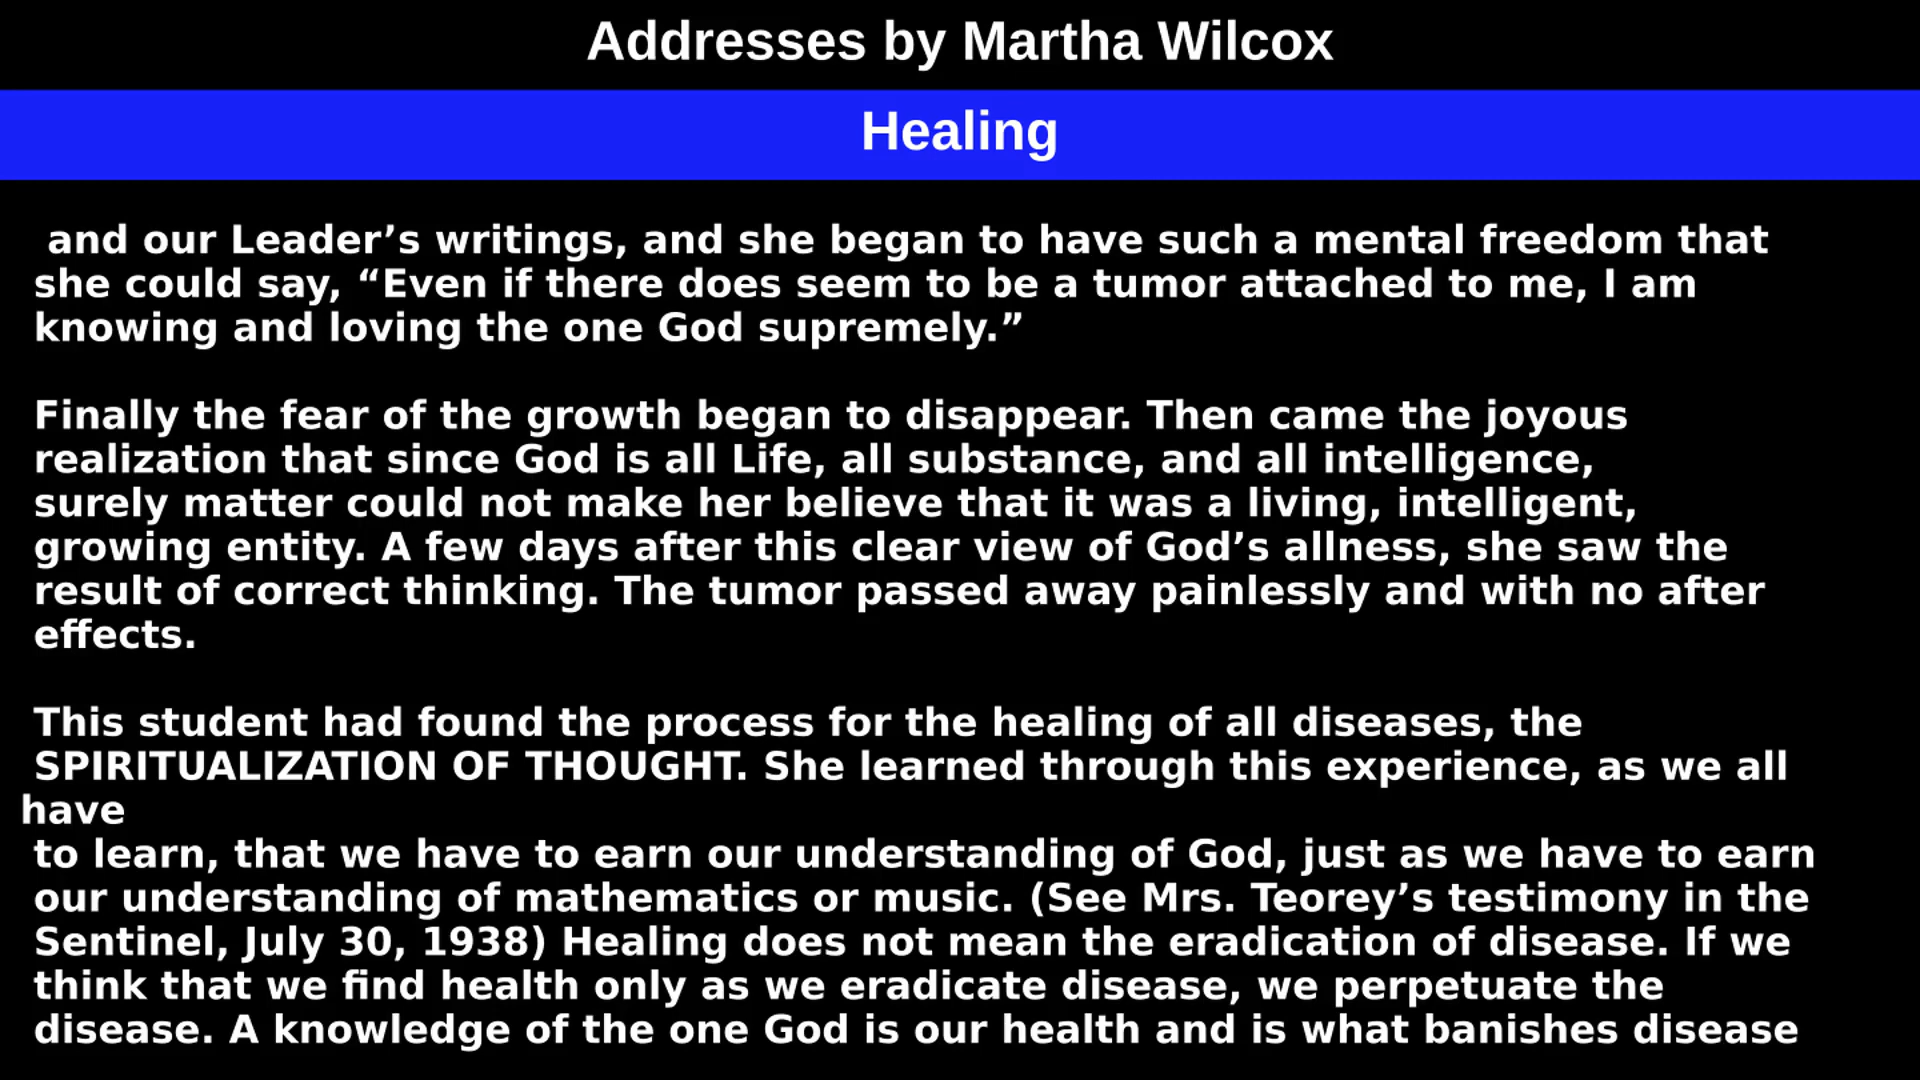 Addresses by Martha Wilcox
Healing
and our Leader’s writings, and she began to have such a mental freedom that
she could say, “Even if there does seem to be a tumor attached to me, I am
knowing and loving the one God supremely.”
Finally the fear of the growth began to disappear. Then came the joyous
realization that since God is all Life, all substance, and all intelligence,
surely matter could not make her believe that it was a living, intelligent,
growing entity. A few days after this clear view of God’s allness, she saw the
result of correct thinking. The tumor passed away painlessly and with no after
effects.
This student had found the process for the healing of all diseases, the
SPIRITUALIZATION OF THOUGHT. She learned through this experience, as we all
have
to learn, that we have to earn our understanding of God, just as we have to earn
our understanding of mathematics or music. (See Mrs. Teorey’s testimony in the
Sentinel, July 30, 1938) Healing does not mean the eradication of disease. If we
think that we find health only as we eradicate disease, we perpetuate the
disease. A knowledge of the one God is our health and is what banishes disease